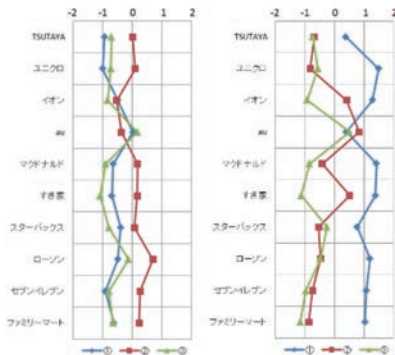 -2 -1 0 1 2
TSUTAYA
ユニクロ
イオン
au
マクドナルド
すき家
スターバックス
ローソン
セブンイレブン
ファミリーマート
① ② ③
-2 -1 0 1 2
TSUTAYA
ユニクロ
イオン
au
マクドナルド
すき家
スターバックス
ローソン
セブンイレブン
ファミリーマート
① ②